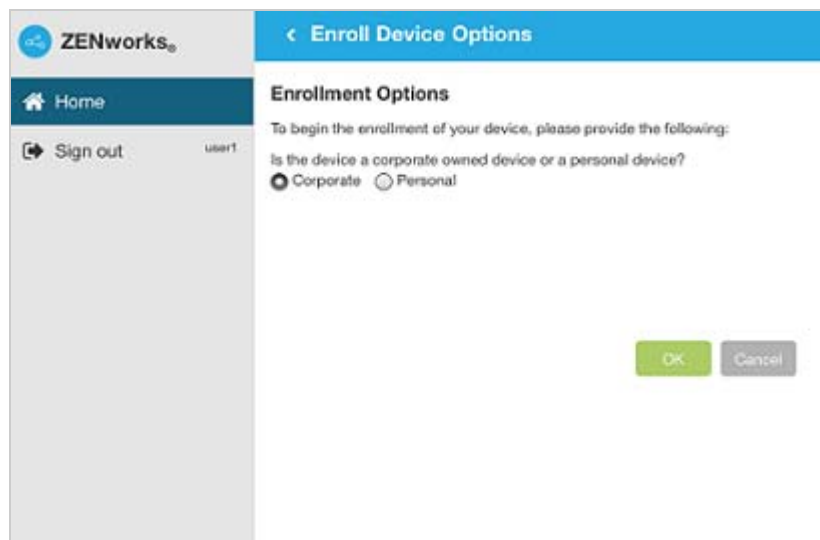 ZENworks®
Home
Sign out user1
Enroll Device Options
Enrollment Options
To begin the enrollment of your device, please provide the following:
Is the device a corporate owned device or a personal device?
Corporate Personal
OK Cancel